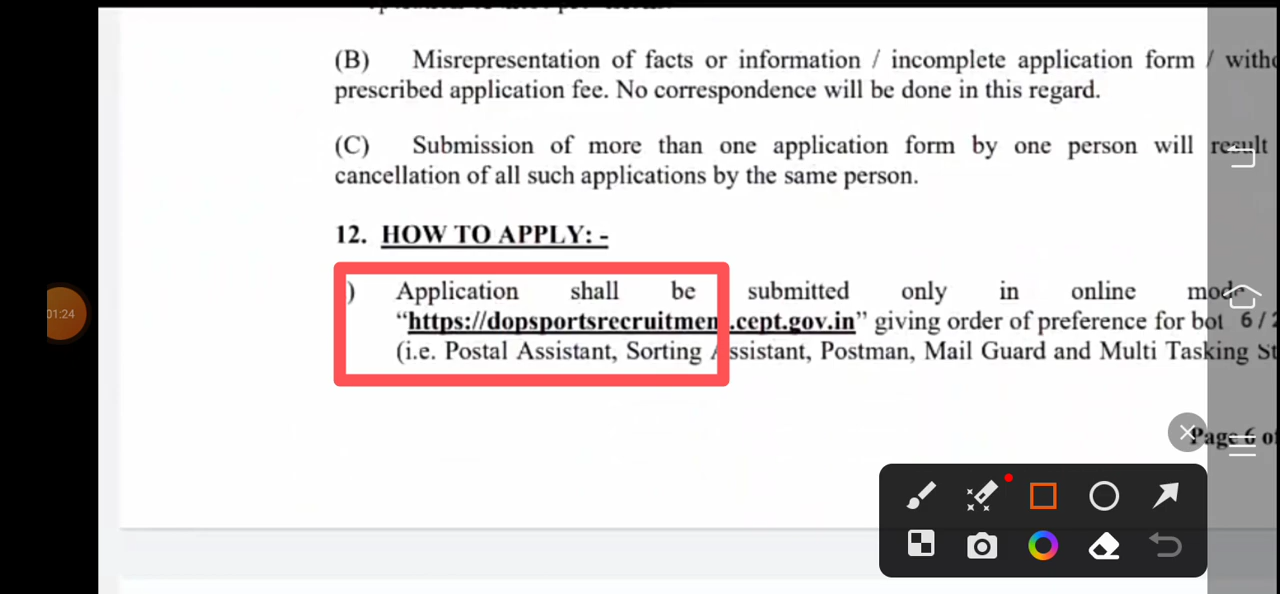 (B) Misrepresentation of facts or information / incomplete application form /
prescribed application fee. No correspondence will be done in this regard.
(C) Submission of more than one application form by one person will result
cancellation of all such applications by the same person.
12. HOW TO APPLY: -
) Application shall be submitted only in online mode
“https://dopsportsrecruitmen .cept.gov.in” giving order of preference for bot 6/
(i.e. Postal Assistant, Sorting Assistant, Postman, Mail Guard and Multi Tasking St
Page 6 of
01:24